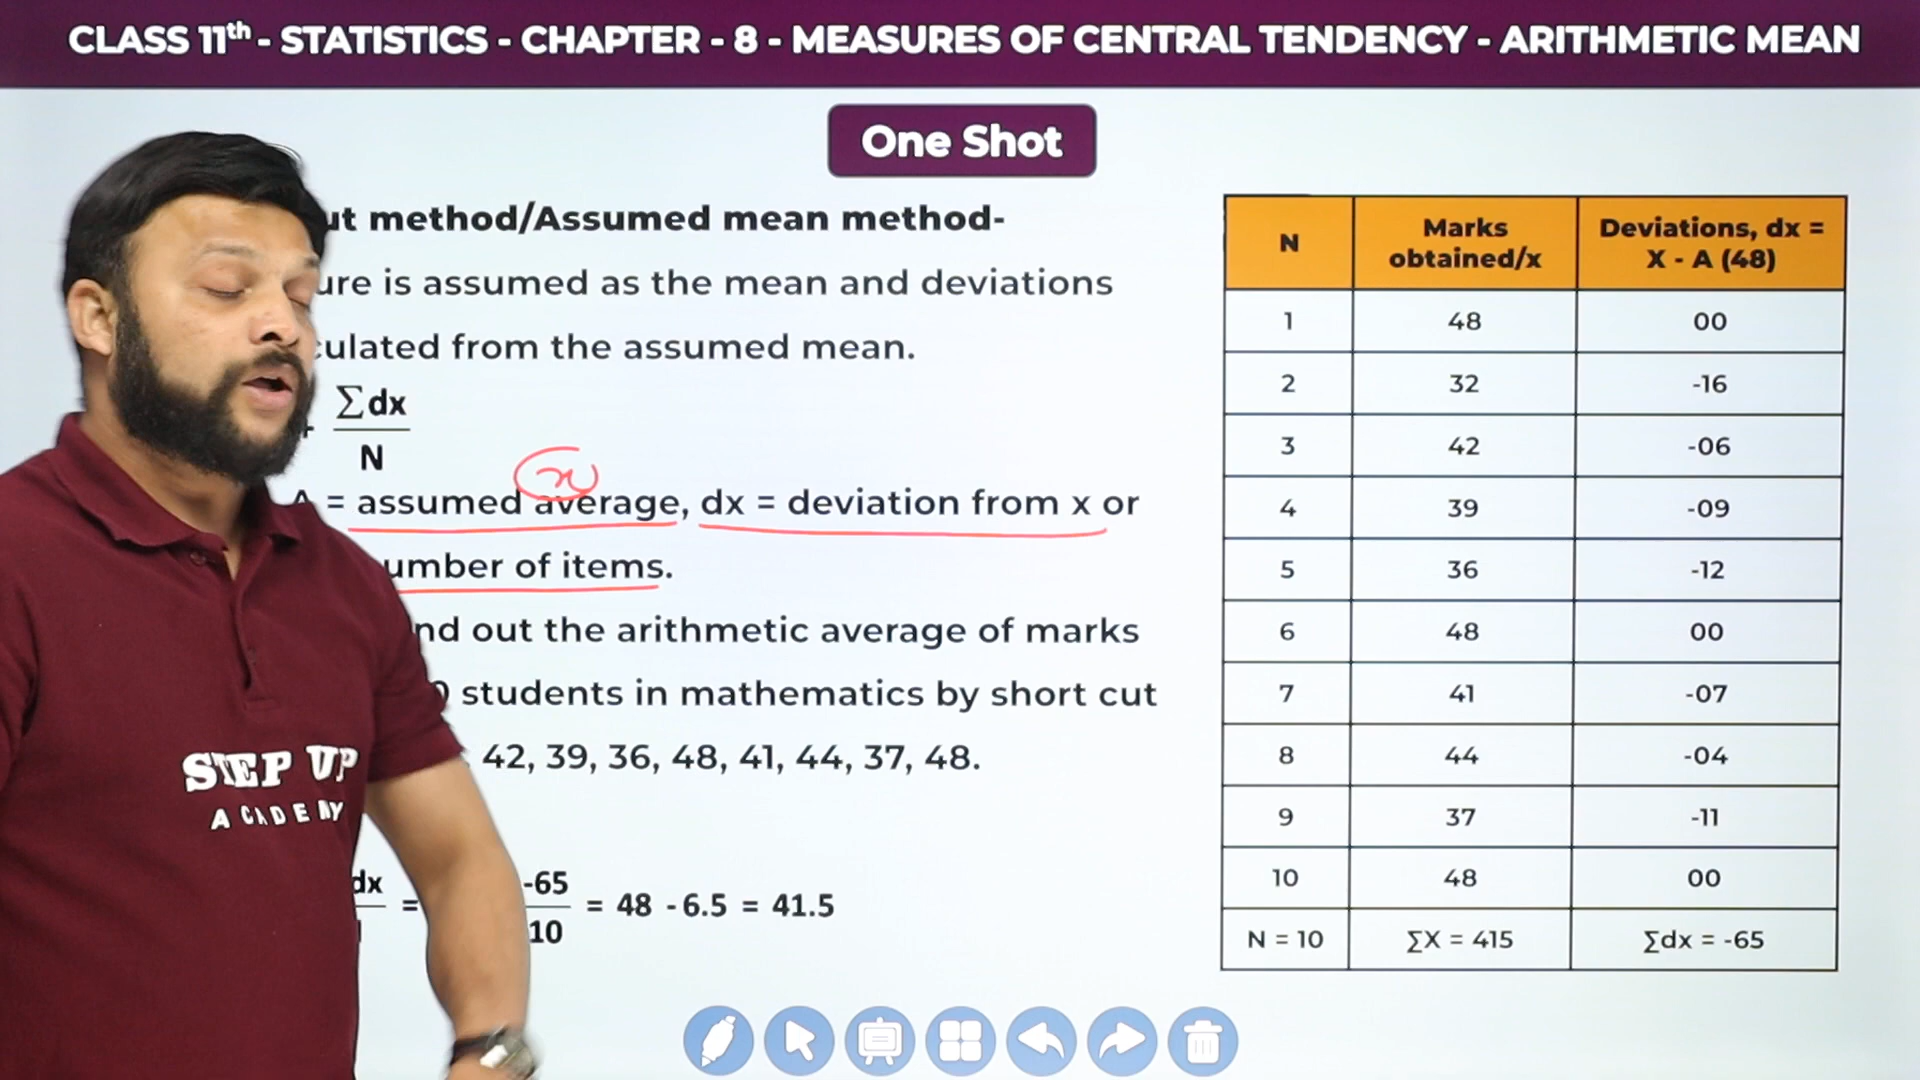 CLASS 11th - STATISTICS - CHAPTER - 8 - MEASURES OF CENTRAL TENDENCY - ARITHMETIC MEAN
One Shot
method/Assumed mean method-
is assumed as the mean and deviations
from the assumed mean.
∑dx
N
x
= assumed average, dx = deviation from x or
of items.
out the arithmetic average of marks
students in mathematics by short cut
42, 39, 36, 48, 41, 44, 37, 48.
dx = -65 / 10 = 48 - 6.5 = 41.5
N Marks obtained/x Deviations, dx = X - A (48)
1 48 00
2 32 -16
3 42 -06
4 39 -09
5 36 -12
6 48 00
7 41 -07
8 44 -04
9 37 -11
10 48 00
N = 10 ∑X = 415 ∑dx = -65
STEP UP
ACADEMY